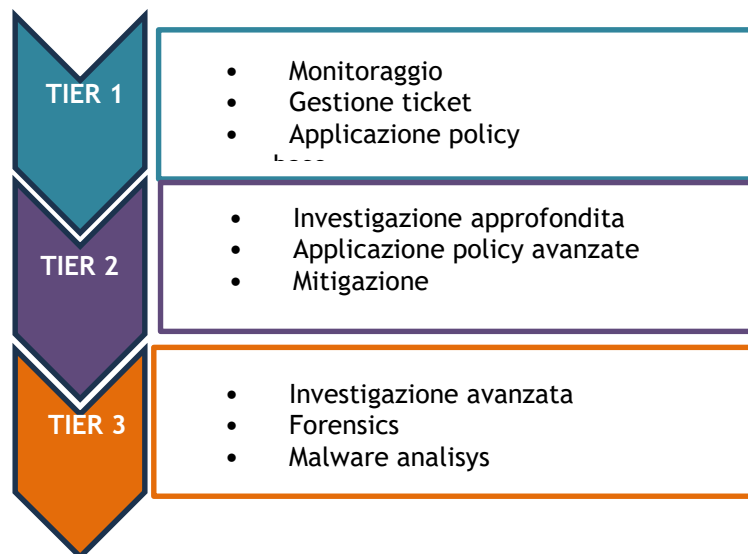 TIER 1
• Monitoraggio
• Gestione ticket
• Applicazione policy
TIER 2
• Investigazione approfondita
• Applicazione policy avanzate
• Mitigazione
TIER 3
• Investigazione avanzata
• Forensics
• Malware analisys